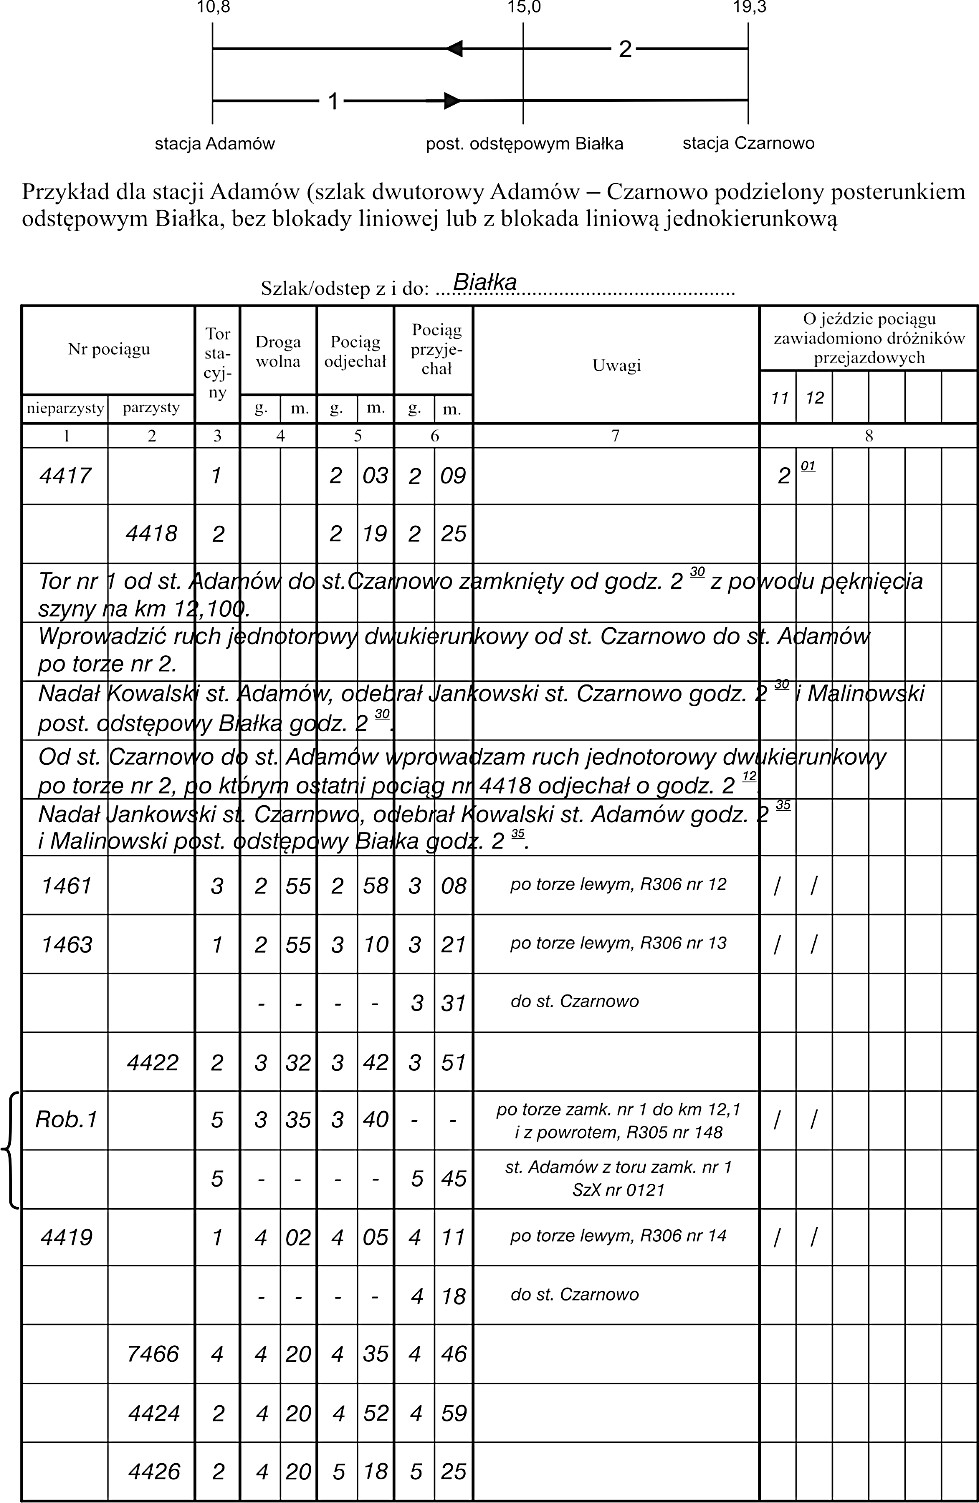 10,8 15,0 19,3
2
1
stacja Adamów post. odstępowym Białka stacja Czarnowo
Przykład dla stacji Adamów (szlak dwutorowy Adamów – Czarnowo podzielony posterunkiem
odstępowym Białka, bez blokady liniowej lub z blokada liniową jednokierunkową
Szlak/odstep z i do: ...Białka......................................
Nr pociągu Tor sta- cyj- ny Droga wolna Pociąg odjechał Pociąg przyje- chał Uwagi O jeździe pociągu zawiadomiono dróżników przejazdowych
nieparzysty parzysty g. m. g. m. g. m. 11 12
1 2 3 4 5 6 7 8
4417 1 2 03 2 09 2 01
4418 2 2 19 2 25
Tor nr 1 od st. Adamów do st.Czarnowo zamknięty od godz. 2 30 z powodu pęknięcia
szyny na km 12,100.
Wprowadzić ruch jednotorowy dwukierunkowy od st. Czarnowo do st. Adamów
po torze nr 2.
Nadał Kowalski st. Adamów, odebrał Jankowski st. Czarnowo godz. 2 30 i Malinowski
post. odstępowy Białka godz. 2 30.
Od st. Czarnowo do st. Adamów wprowadzam ruch jednotorowy dwukierunkowy
po torze nr 2, po którym ostatni pociąg nr 4418 odjechał o godz. 2 12.
Nadał Jankowski st. Czarnowo, odebrał Kowalski st. Adamów godz. 2 35
i Malinowski post. odstępowy Białka godz. 2 35.
1461 3 2 55 2 58 3 08 po torze lewym, R306 nr 12 / /
1463 1 2 55 3 10 3 21 po torze lewym, R306 nr 13 / /
- - - - 3 31 do st. Czarnowo
4422 2 3 32 3 42 3 51
Rob.1 5 3 35 3 40 - - po torze zamk. nr 1 do km 12,1 / /
i z powrotem, R305 nr 148
5 - - - - 5 45 st. Adamów z toru zamk. nr 1
SzX nr 0121
4419 1 4 02 4 05 4 11 po torze lewym, R306 nr 14 / /
- - - - 4 18 do st. Czarnowo
7466 4 4 20 4 35 4 46
4424 2 4 20 4 52 4 59
4426 2 4 20 5 18 5 25